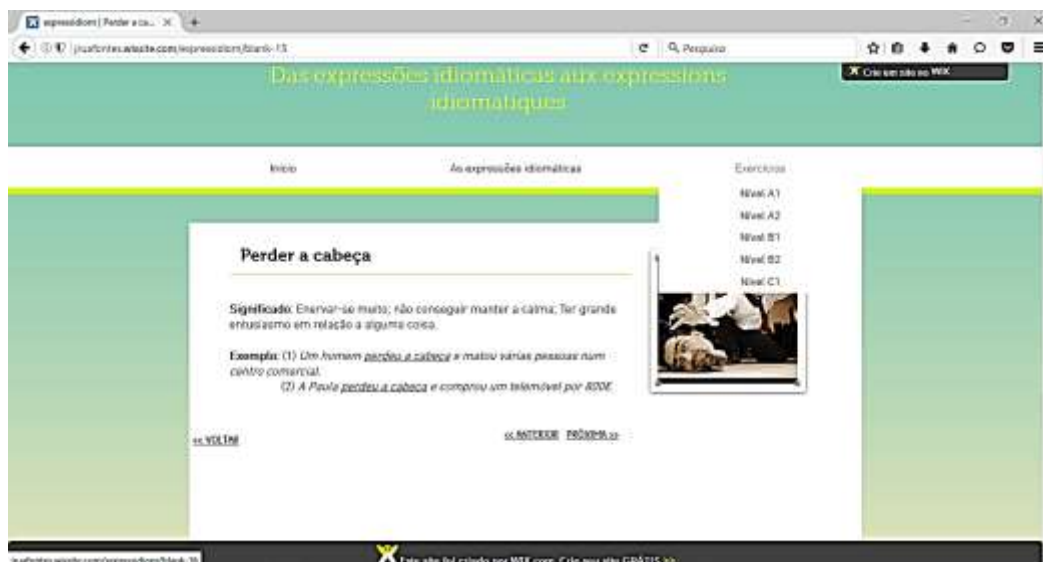 expressidiom | Perder a ca...
/expressidiom/blank-13
Pesquisa
Das expressões idiomáticas aux expressions
idiomatiques
Crie um site no WIX
Início
As expressões idiomáticas
Exercícios
Nível A1
Nível A2
Nível B1
Nível B2
Nível C1
Perder a cabeça
Significado: Enervar-se muito; não conseguir manter a calma; Ter grande
entusiasmo em relação a alguma coisa.
Exemplo: (1) Um homem perdeu a cabeça e matou várias pessoas num
centro comercial.
(2) A Paula perdeu a cabeça e comprou um telemóvel por 800€.
<< VOLTAR
<< ANTERIOR PRÓXIMA >>
Este site foi criado por WIX.com. Crie seu site GRÁTIS >>